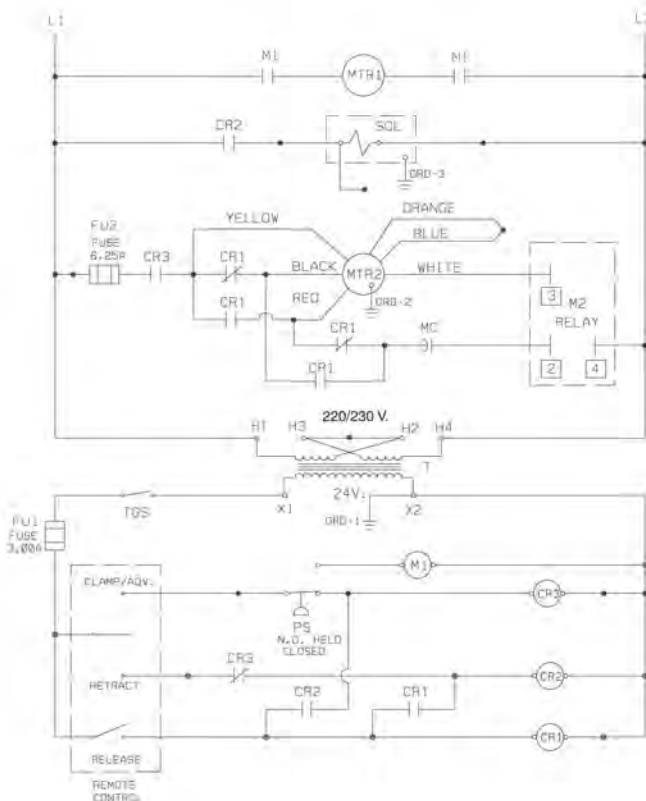 L1
M1
MTR1
M1
CR2
SOL
GRD-3
YELLOW
ORANGE
BLUE
FU2
FUSE
6.25A
CR3
CR1
BLACK
MTR2
WHITE
CR1
RED
GRD-2
3
M2
RELAY
CR1
MC
CR1
2
4
220/230 V.
H1
H3
H2
H4
T
24V.
X1
X2
GRD-1
TGS
FU1
FUSE
3.00A
M1
CLAMP/ADV.
PS
N.O. HELD
CLOSED
CR3
CR3
CR2
RETRACT
CR2
CR1
CR1
RELEASE
REMOTE
CONTROL